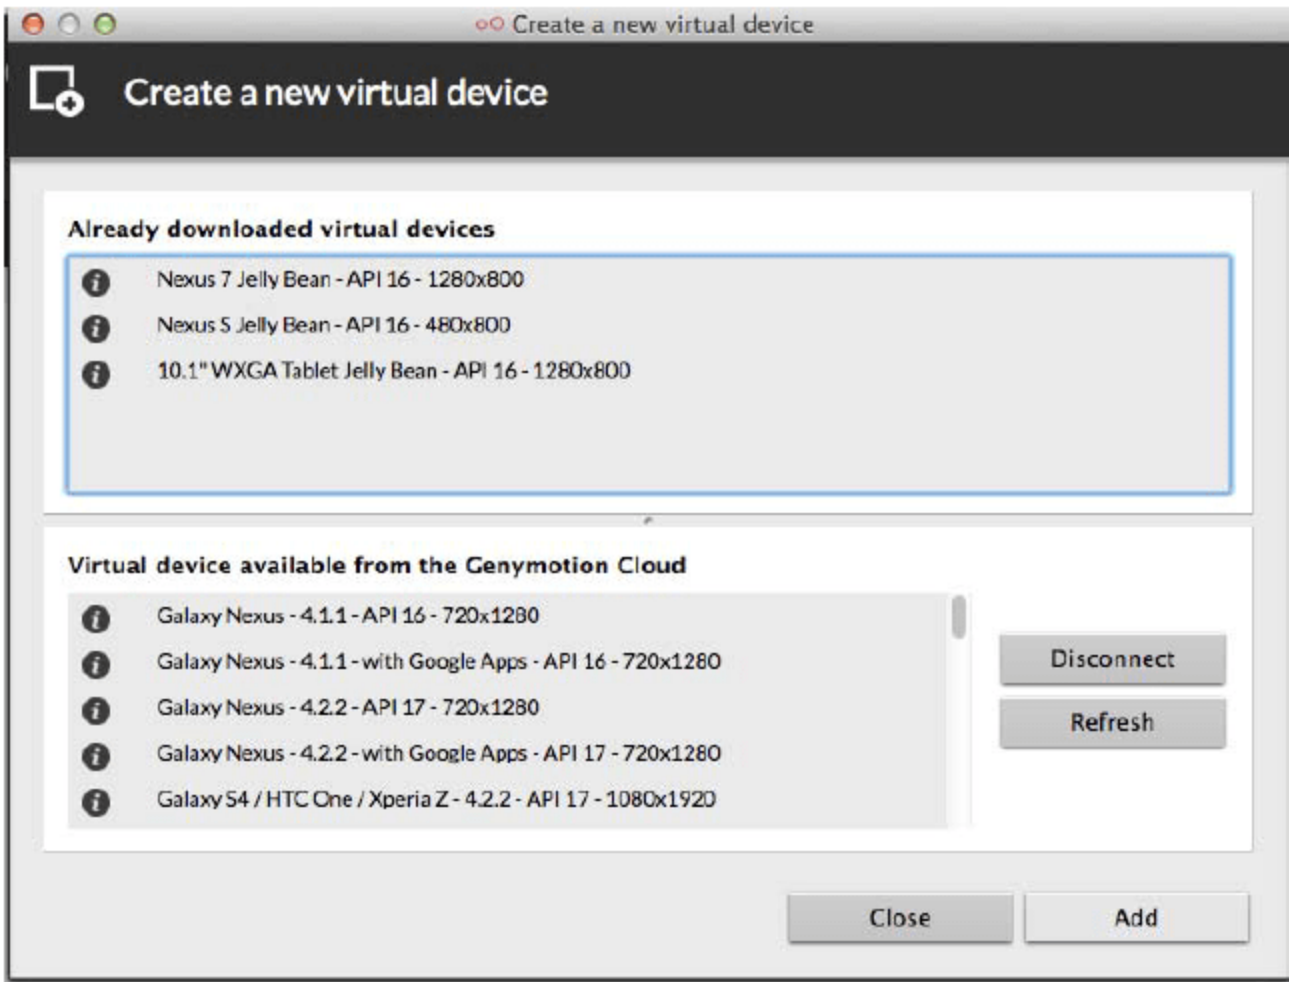 Create a new virtual device
Create a new virtual device
Already downloaded virtual devices
Nexus 7 Jelly Bean - API 16 - 1280x800
Nexus S Jelly Bean - API 16 - 480x800
10.1" WXGA Tablet Jelly Bean - API 16 - 1280x800
Virtual device available from the Genymotion Cloud
Galaxy Nexus - 4.1.1 - API 16 - 720x1280
Galaxy Nexus - 4.1.1 - with Google Apps - API 16 - 720x1280
Galaxy Nexus - 4.2.2 - API 17 - 720x1280
Galaxy Nexus - 4.2.2 - with Google Apps - API 17 - 720x1280
Galaxy S4 / HTC One / Xperia Z - 4.2.2 - API 17 - 1080x1920
Disconnect
Refresh
Close
Add